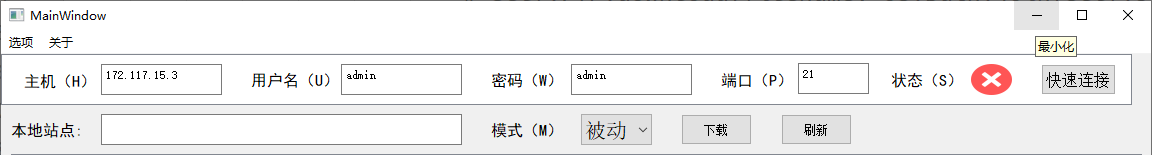 MainWindow
选项 关于
最小化
主机（H） 172.117.15.3 用户名（U） admin 密码（W） admin 端口（P） 21 状态（S） 快速连接
本地站点: 模式（M） 被动 下载 刷新